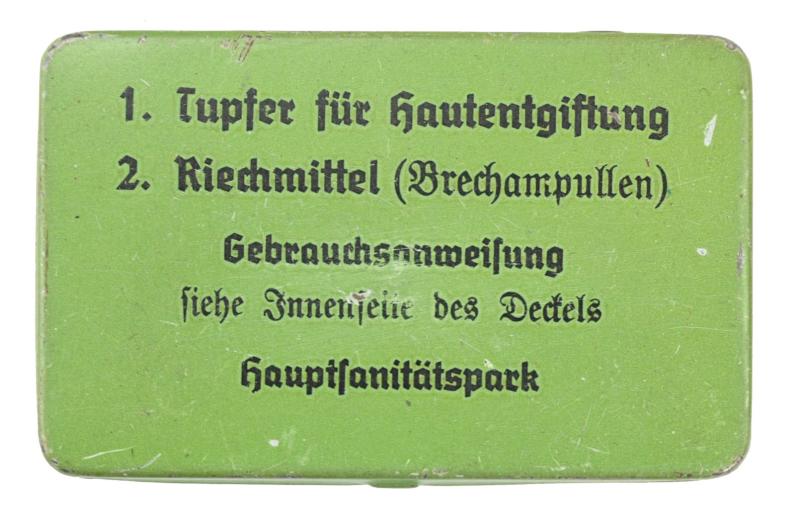 1. Tupfer für Hautentgiftung
2. Riechmittel (Brechampullen)
Gebrauchsanweiſung
ſiehe Innenſeite des Deckels
Hauptſanitätspark